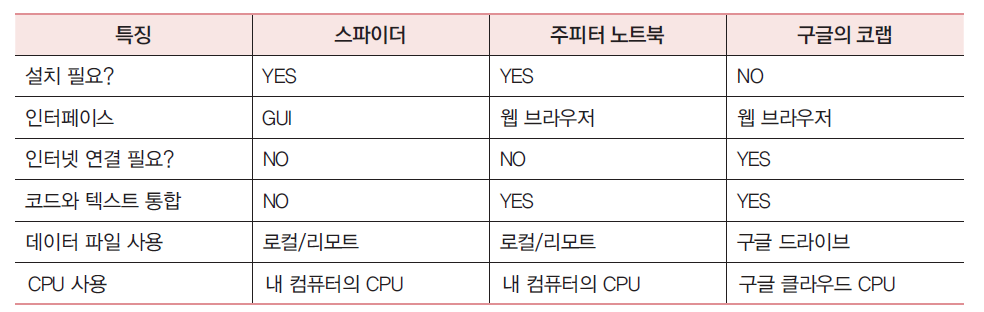 특징 스파이더 주피터 노트북 구글의 코랩
설치 필요? YES YES NO
인터페이스 GUI 웹 브라우저 웹 브라우저
인터넷 연결 필요? NO NO YES
코드와 텍스트 통합 NO YES YES
데이터 파일 사용 로컬/리모트 로컬/리모트 구글 드라이브
CPU 사용 내 컴퓨터의 CPU 내 컴퓨터의 CPU 구글 클라우드 CPU